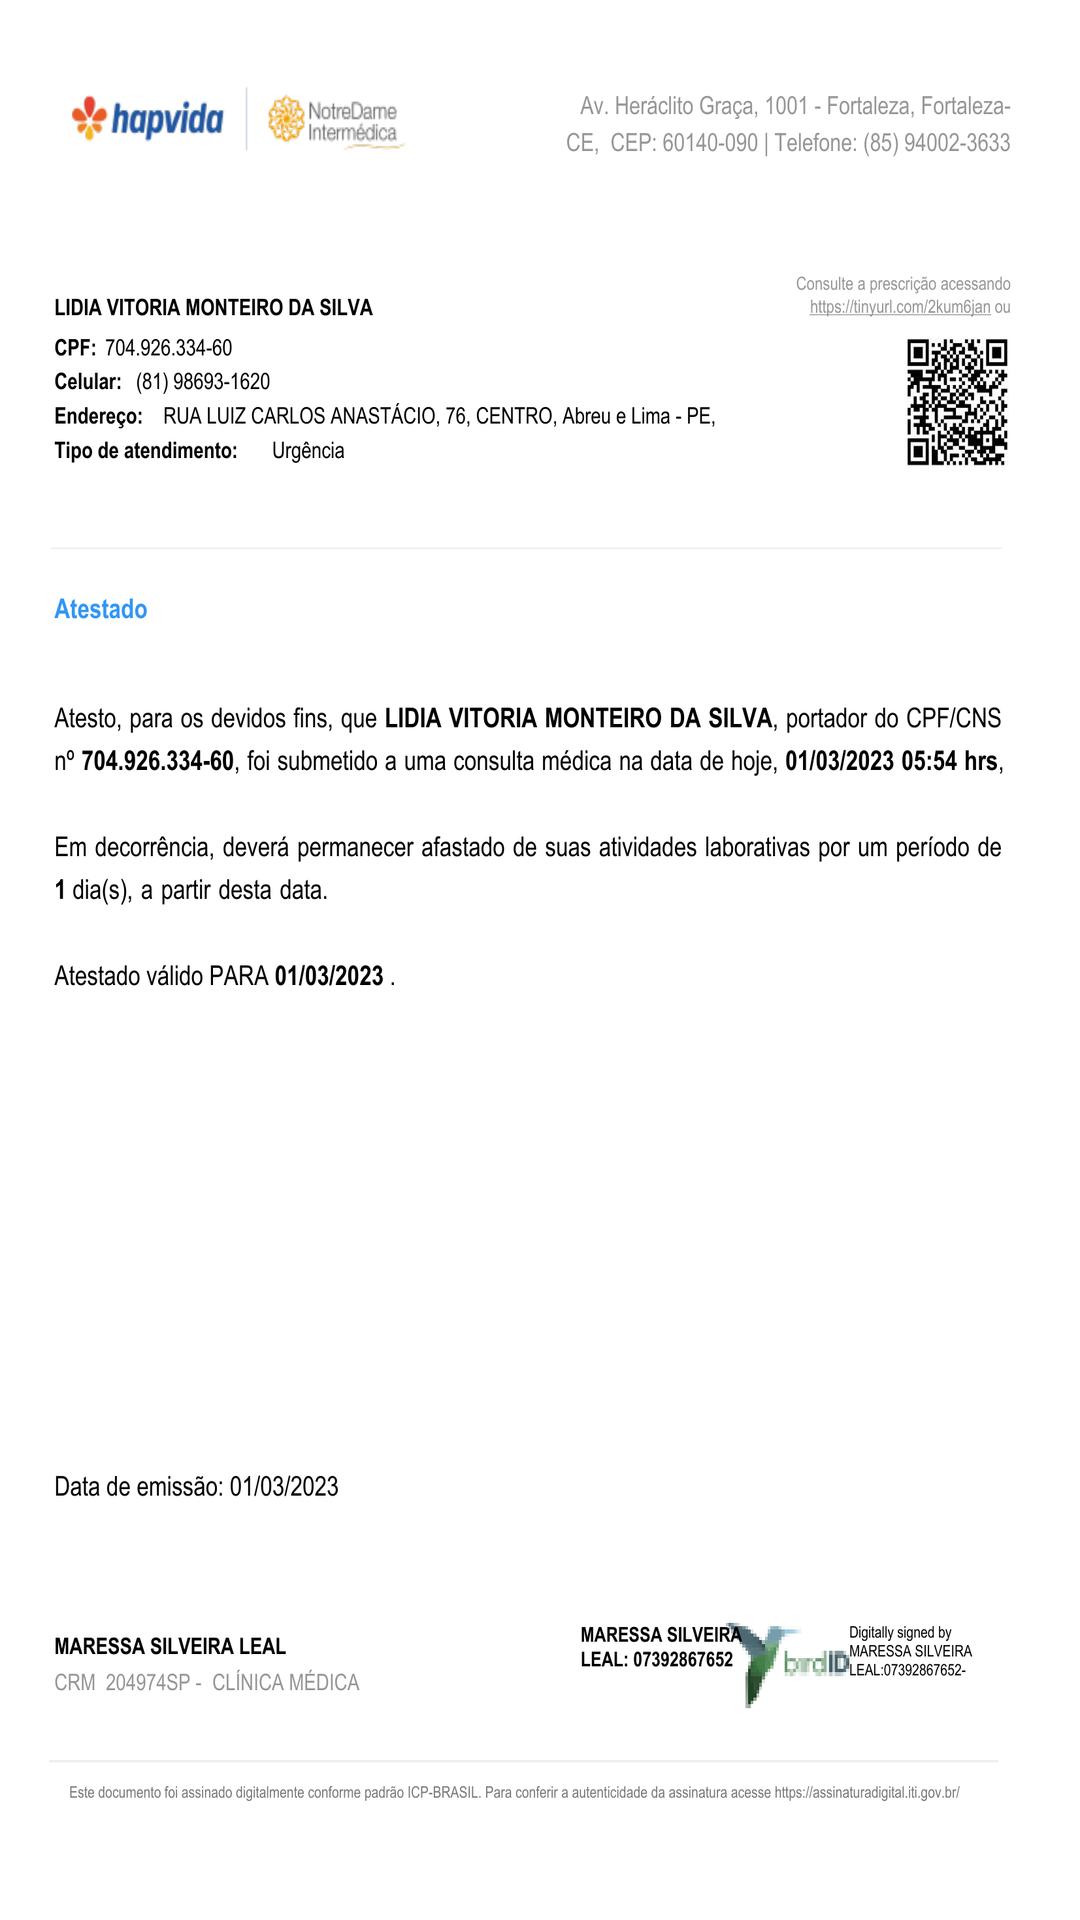 hapvida
NotreDame
Intermédica
Av. Heráclito Graça, 1001 - Fortaleza, Fortaleza-
CE, CEP: 60140-090 | Telefone: (85) 94002-3633
Consulte a prescrição acessando
https://tinyurl.com/2kum6jan ou
LIDIA VITORIA MONTEIRO DA SILVA
CPF: 704.926.334-60
Celular: (81) 98693-1620
Endereço: RUA LUIZ CARLOS ANASTÁCIO, 76, CENTRO, Abreu e Lima - PE,
Tipo de atendimento: Urgência
Atestado
Atesto, para os devidos fins, que LIDIA VITORIA MONTEIRO DA SILVA, portador do CPF/CNS
nº 704.926.334-60, foi submetido a uma consulta médica na data de hoje, 01/03/2023 05:54 hrs,
Em decorrência, deverá permanecer afastado de suas atividades laborativas por um período de
1 dia(s), a partir desta data.
Atestado válido PARA 01/03/2023 .
Data de emissão: 01/03/2023
MARESSA SILVEIRA LEAL
CRM 204974SP - CLÍNICA MÉDICA
MARESSA SILVEIRA
LEAL: 07392867652
birdID
Digitally signed by
MARESSA SILVEIRA
LEAL:07392867652-
Este documento foi assinado digitalmente conforme padrão ICP-BRASIL. Para conferir a autenticidade da assinatura acesse https://assinaturadigital.iti.gov.br/